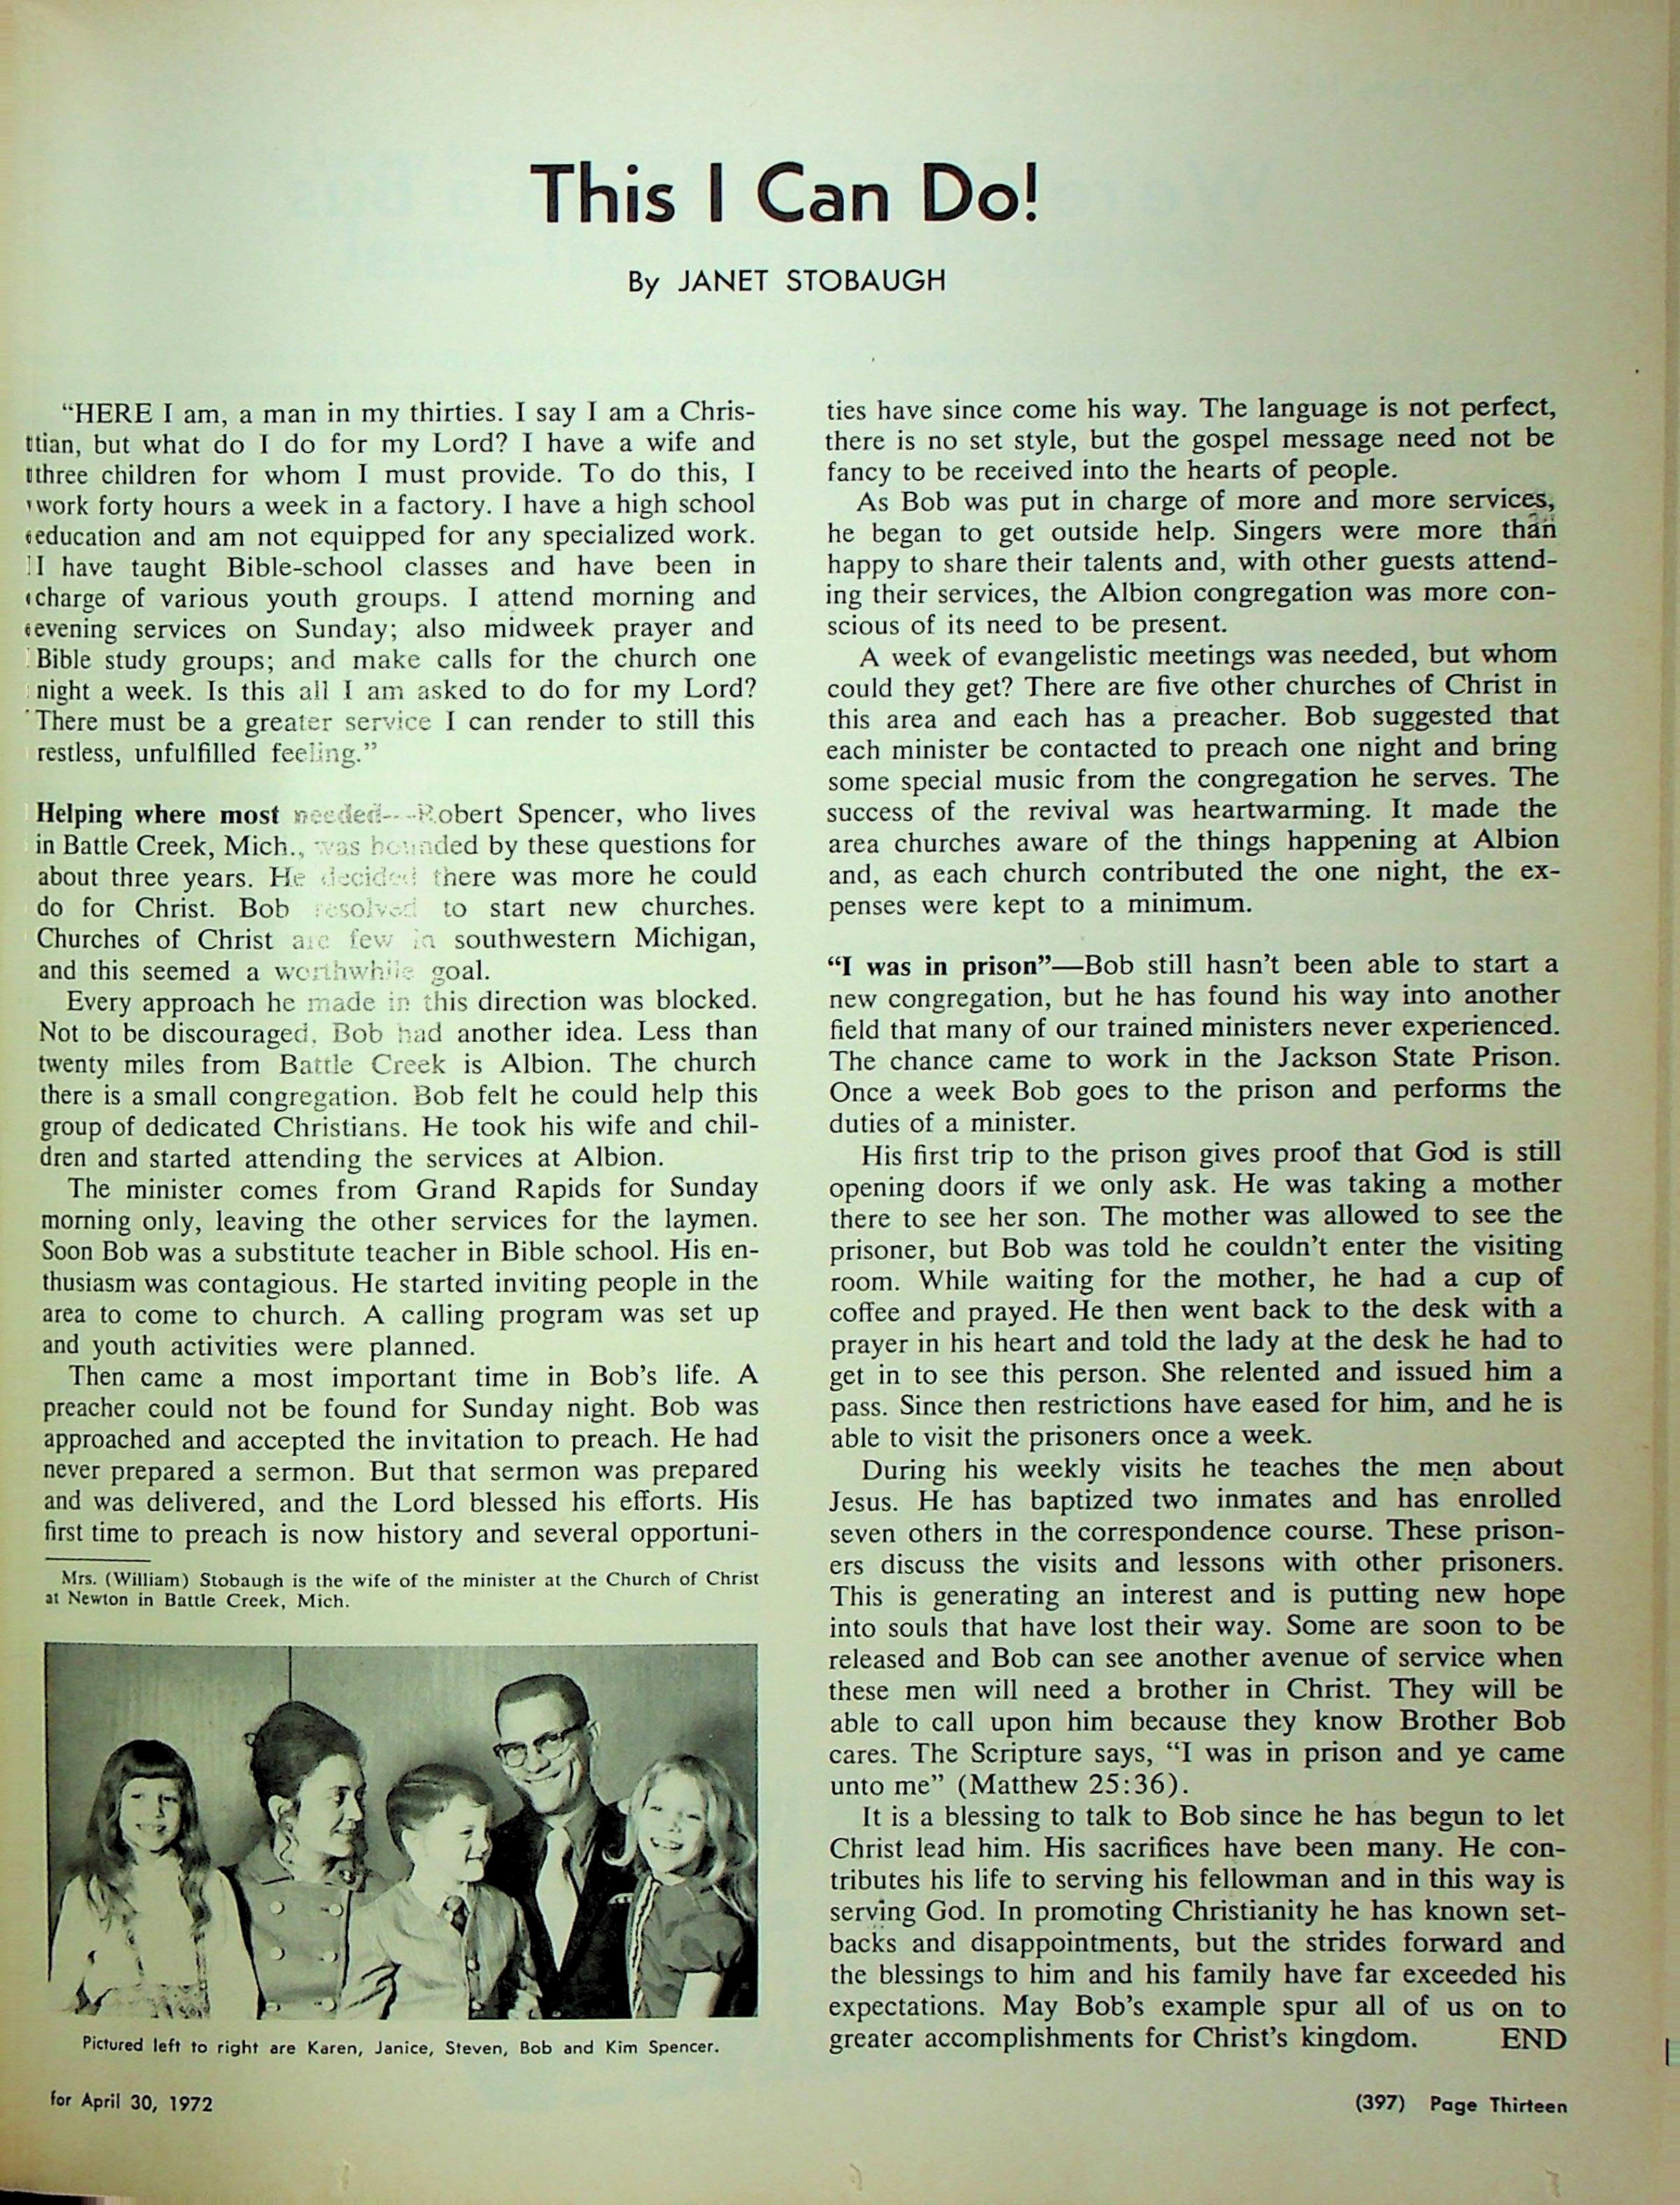 This I Can Do!
By JANET STOBAUGH
“HERE I am, a man in my thirties. I say I am a Chris-
tian, but what do I do for my Lord? I have a wife and
three children for whom I must provide. To do this, I
work forty hours a week in a factory. I have a high school
education and am not equipped for any specialized work.
I have taught Bible-school classes and have been in
charge of various youth groups. I attend morning and
evening services on Sunday; also midweek prayer and
Bible study groups; and make calls for the church one
night a week. Is this all I am asked to do for my Lord?
There must be a greater service I can render to still this
restless, unfulfilled feeling.”
Helping where most needed—Robert Spencer, who lives
in Battle Creek, Mich., was hounded by these questions for
about three years. He decided there was more he could
do for Christ. Bob resolved to start new churches.
Churches of Christ are few in southwestern Michigan,
and this seemed a worthwhile goal.
Every approach he made in this direction was blocked.
Not to be discouraged, Bob had another idea. Less than
twenty miles from Battle Creek is Albion. The church
there is a small congregation. Bob felt he could help this
group of dedicated Christians. He took his wife and chil-
dren and started attending the services at Albion.
The minister comes from Grand Rapids for Sunday
morning only, leaving the other services for the laymen.
Soon Bob was a substitute teacher in Bible school. His en-
thusiasm was contagious. He started inviting people in the
area to come to church. A calling program was set up
and youth activities were planned.
Then came a most important time in Bob’s life. A
preacher could not be found for Sunday night. Bob was
approached and accepted the invitation to preach. He had
never prepared a sermon. But that sermon was prepared
and was delivered, and the Lord blessed his efforts. His
first time to preach is now history and several opportuni-
Mrs. (William) Stobaugh is the wife of the minister at the Church of Christ
at Newton in Battle Creek, Mich.
Pictured left to right are Karen, Janice, Steven, Bob and Kim Spencer.
ties have since come his way. The language is not perfect,
there is no set style, but the gospel message need not be
fancy to be received into the hearts of people.
As Bob was put in charge of more and more services,
he began to get outside help. Singers were more than
happy to share their talents and, with other guests attend-
ing their services, the Albion congregation was more con-
scious of its need to be present.
A week of evangelistic meetings was needed, but whom
could they get? There are five other churches of Christ in
this area and each has a preacher. Bob suggested that
each minister be contacted to preach one night and bring
some special music from the congregation he serves. The
success of the revival was heartwarming. It made the
area churches aware of the things happening at Albion
and, as each church contributed the one night, the ex-
penses were kept to a minimum.
“I was in prison”—Bob still hasn’t been able to start a
new congregation, but he has found his way into another
field that many of our trained ministers never experienced.
The chance came to work in the Jackson State Prison.
Once a week Bob goes to the prison and performs the
duties of a minister.
His first trip to the prison gives proof that God is still
opening doors if we only ask. He was taking a mother
there to see her son. The mother was allowed to see the
prisoner, but Bob was told he couldn’t enter the visiting
room. While waiting for the mother, he had a cup of
coffee and prayed. He then went back to the desk with a
prayer in his heart and told the lady at the desk he had to
get in to see this person. She relented and issued him a
pass. Since then restrictions have eased for him, and he is
able to visit the prisoners once a week.
During his weekly visits he teaches the men about
Jesus. He has baptized two inmates and has enrolled
seven others in the correspondence course. These prison-
ers discuss the visits and lessons with other prisoners.
This is generating an interest and is putting new hope
into souls that have lost their way. Some are soon to be
released and Bob can see another avenue of service when
these men will need a brother in Christ. They will be
able to call upon him because they know Brother Bob
cares. The Scripture says, “I was in prison and ye came
unto me” (Matthew 25:36).
It is a blessing to talk to Bob since he has begun to let
Christ lead him. His sacrifices have been many. He con-
tributes his life to serving his fellowman and in this way is
serving God. In promoting Christianity he has known set-
backs and disappointments, but the strides forward and
the blessings to him and his family have far exceeded his
expectations. May Bob’s example spur all of us on to
greater accomplishments for Christ’s kingdom. END
for April 30, 1972
(397) Page Thirteen